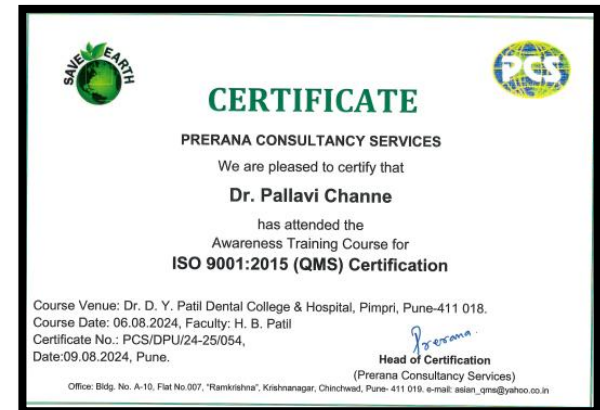 SAVE EARTH
PCS
CERTIFICATE
PRERANA CONSULTANCY SERVICES
We are pleased to certify that
Dr. Pallavi Channe
has attended the
Awareness Training Course for
ISO 9001:2015 (QMS) Certification
Course Venue: Dr. D. Y. Patil Dental College & Hospital, Pimpri, Pune-411 018.
Course Date: 06.08.2024, Faculty: H. B. Patil
Certificate No.: PCS/DPU/24-25/054,
Date:09.08.2024, Pune.
Prerana.
Head of Certification
(Prerana Consultancy Services)
Office: Bldg. No. A-10, Flat No.007, "Ramkrishna", Krishnanagar, Chinchwad, Pune- 411 019. e-mail: asian_qms@yahoo.co.in